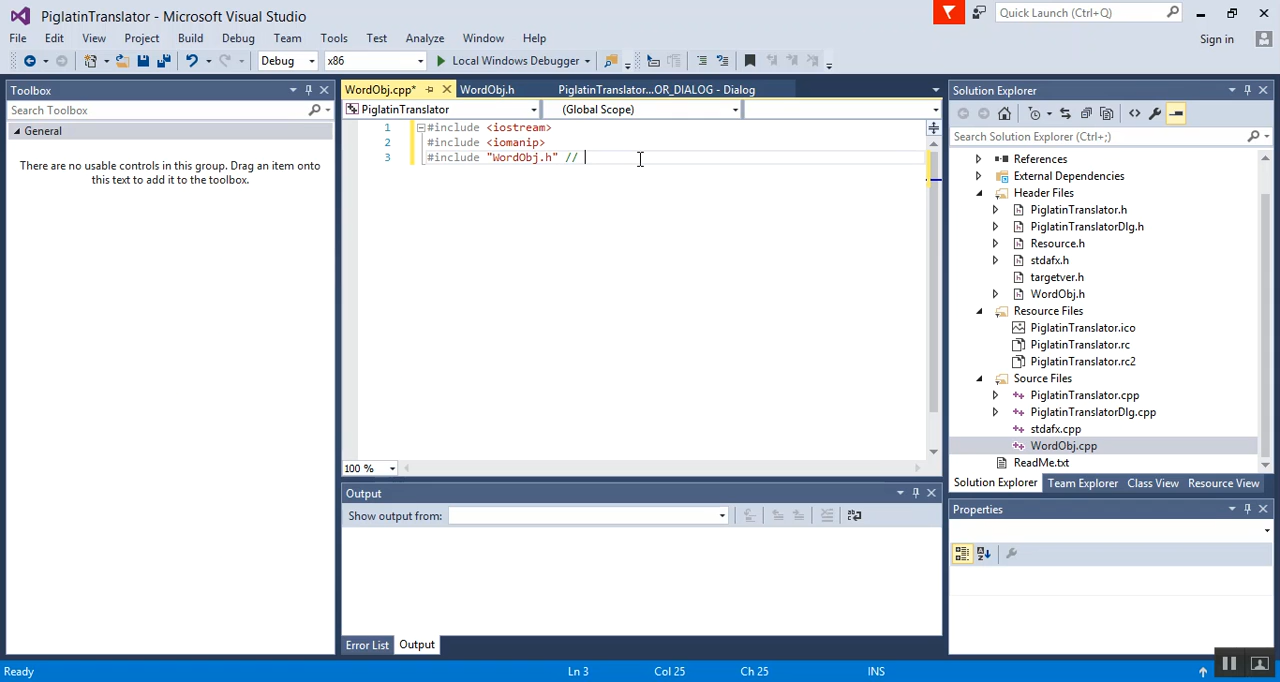 PiglatinTranslator - Microsoft Visual Studio
Quick Launch (Ctrl+Q)
File Edit View Project Build Debug Team Tools Test Analyze Window Help
Sign in
Debug x86 Local Windows Debugger
Toolbox
Search Toolbox
General
There are no usable controls in this group. Drag an item onto
this text to add it to the toolbox.
WordObj.cpp* WordObj.h PiglatinTranslator...OR_DIALOG - Dialog
PiglatinTranslator (Global Scope)
1 #include <iostream>
2 #include <iomanip>
3 #include "WordObj.h" //
100 %
Output
Show output from:
Error List Output
Solution Explorer
Search Solution Explorer (Ctrl+;)
References
External Dependencies
Header Files
PiglatinTranslator.h
PiglatinTranslatorDlg.h
Resource.h
stdafx.h
targetver.h
WordObj.h
Resource Files
PiglatinTranslator.ico
PiglatinTranslator.rc
PiglatinTranslator.rc2
Source Files
PiglatinTranslator.cpp
PiglatinTranslatorDlg.cpp
stdafx.cpp
WordObj.cpp
ReadMe.txt
Solution Explorer Team Explorer Class View Resource View
Properties
Ready Ln 3 Col 25 Ch 25 INS